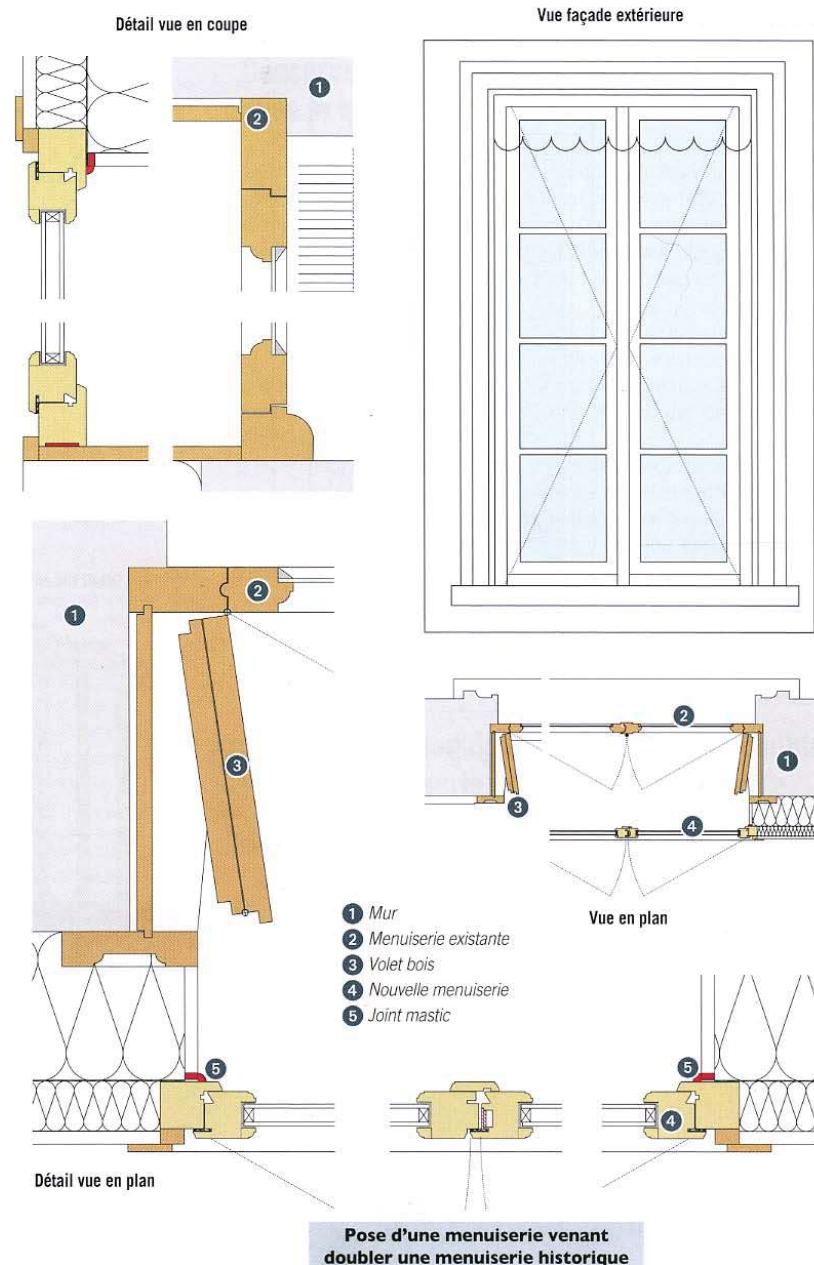 Détail vue en coupe
Vue façade extérieure
1
2
1
2
3
2
1
3
4
Vue en plan
1 Mur
2 Menuiserie existante
3 Volet bois
4 Nouvelle menuiserie
5 Joint mastic
5
5
4
Détail vue en plan
Pose d'une menuiserie venant
doubler une menuiserie historique